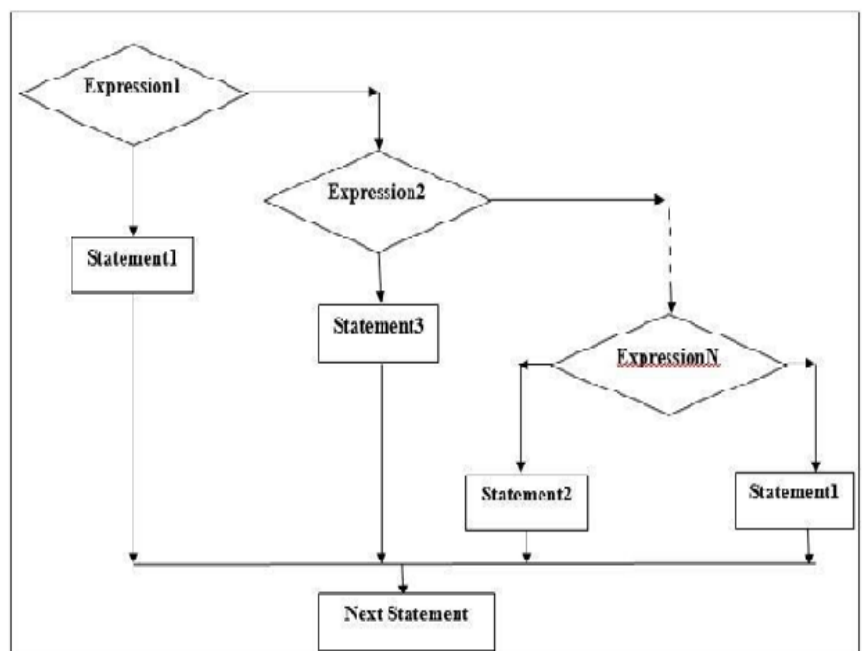 Expression1
Expression2
Statement1
Statement3
ExpressionN
Statement2
Statement1
Next Statement